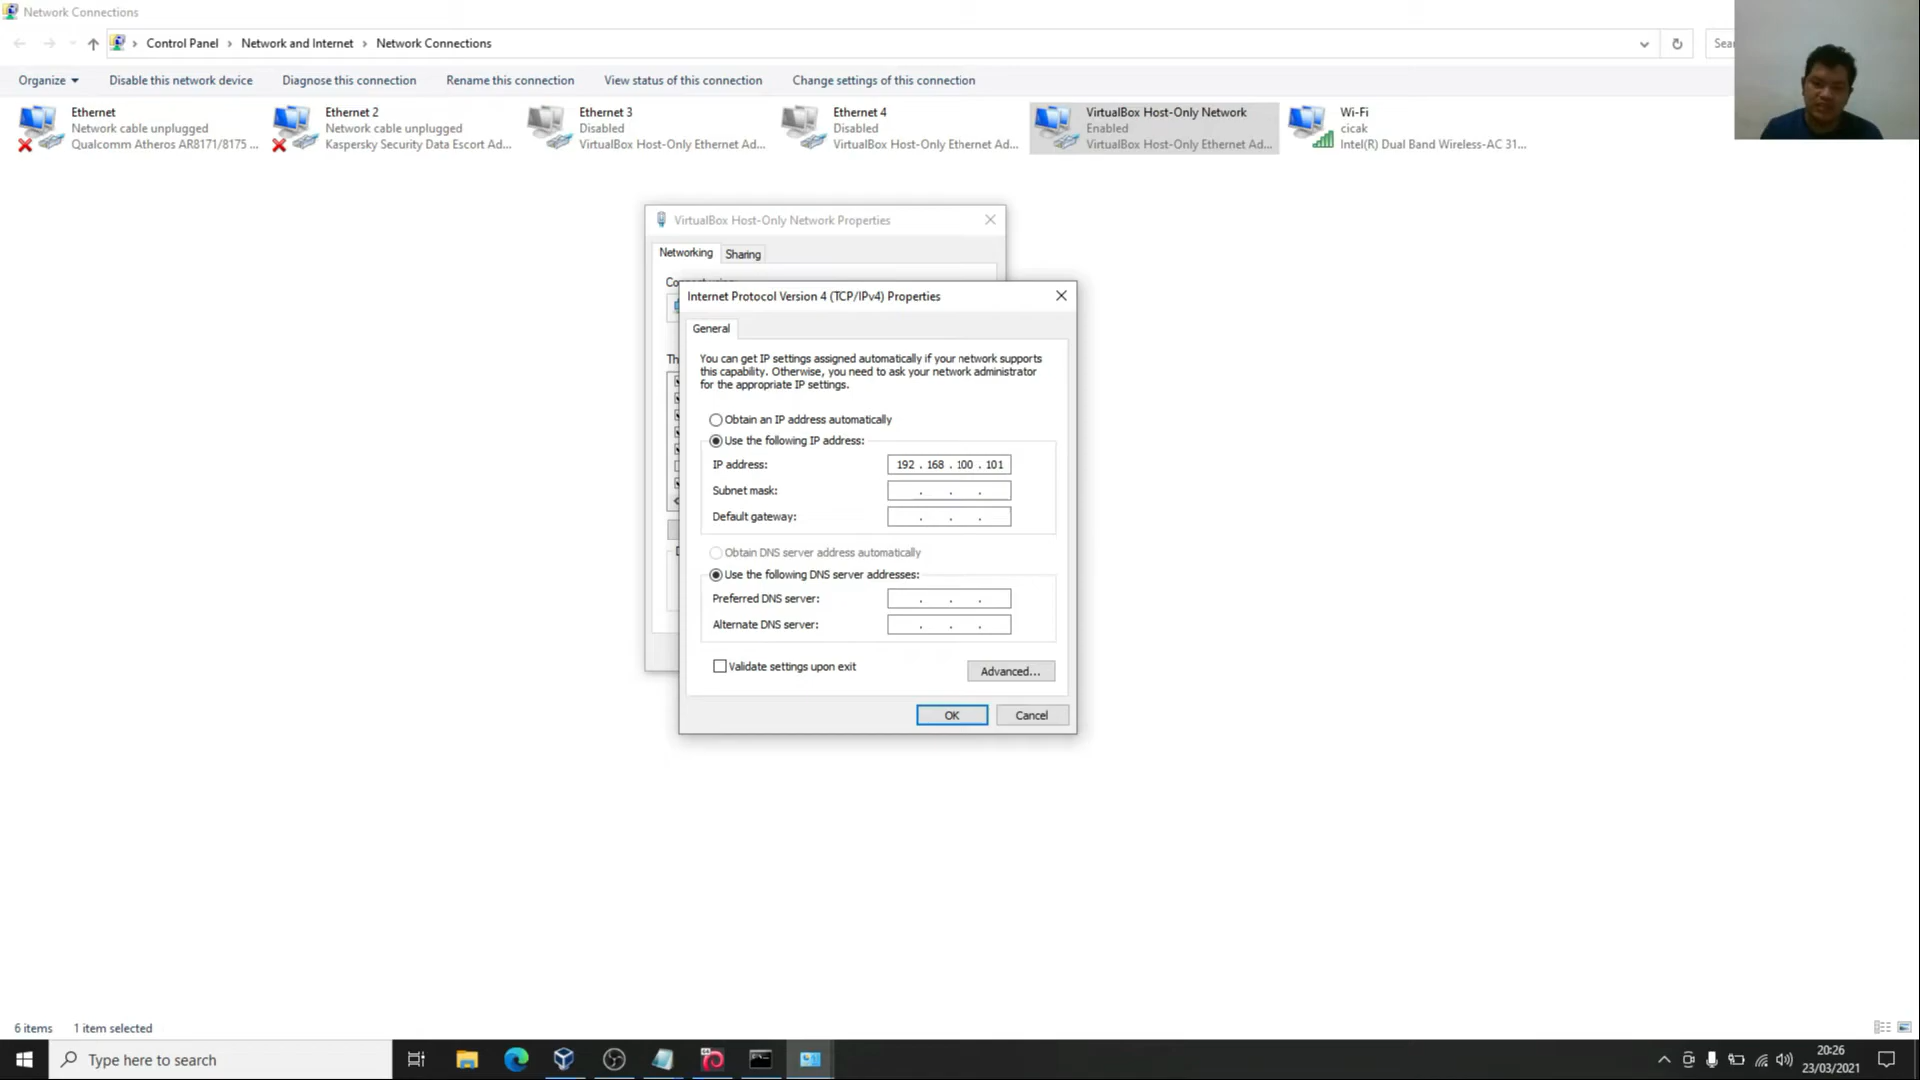 Network Connections
Control Panel > Network and Internet > Network Connections
Organize Disable this network device Diagnose this connection Rename this connection View status of this connection Change settings of this connection
Ethernet
Network cable unplugged
Qualcomm Atheros AR8171/8175 ...
Ethernet 2
Network cable unplugged
Kaspersky Security Data Escort Ad...
Ethernet 3
Disabled
VirtualBox Host-Only Ethernet Ad...
Ethernet 4
Disabled
VirtualBox Host-Only Ethernet Ad...
VirtualBox Host-Only Network
Enabled
VirtualBox Host-Only Ethernet Ad...
Wi-Fi
cicak
Intel(R) Dual Band Wireless-AC 31...
VirtualBox Host-Only Network Properties
Networking Sharing
Internet Protocol Version 4 (TCP/IPv4) Properties
General
You can get IP settings assigned automatically if your network supports
this capability. Otherwise, you need to ask your network administrator
for the appropriate IP settings.
Obtain an IP address automatically
Use the following IP address:
IP address: 192 . 168 . 100 . 101
Subnet mask: . . .
Default gateway: . . .
Obtain DNS server address automatically
Use the following DNS server addresses:
Preferred DNS server: . . .
Alternate DNS server: . . .
Validate settings upon exit
Advanced...
OK Cancel
6 items 1 item selected
Type here to search
20:26
23/03/2021